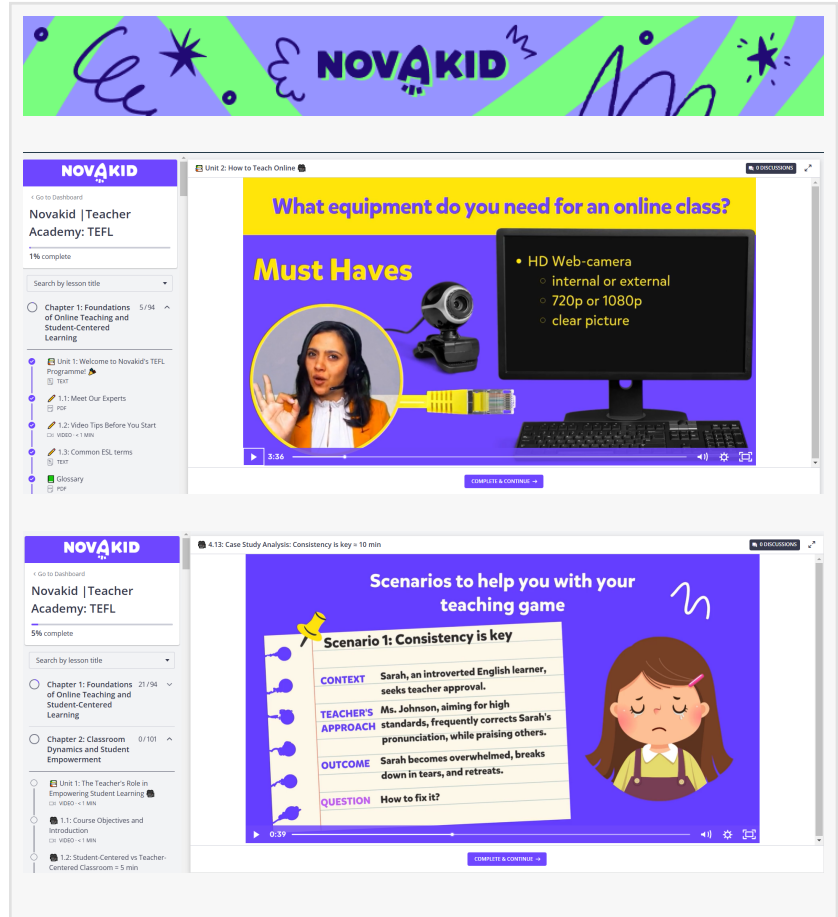 NOVAKID
NOVAKID
Unit 2: How to Teach Online
0 DISCUSSIONS
< Go to Dashboard
Novakid |Teacher
Academy: TEFL
1% complete
Search by lesson title
Chapter 1: Foundations 5/94
of Online Teaching and
Student-Centered
Learning
Unit 1: Welcome to Novakid's TEFL
Programme!
TEXT
1.1: Meet Our Experts
PDF
1.2: Video Tips Before You Start
VIDEO · < 1 MIN
1.3: Common ESL terms
TEXT
Glossary
PDF
What equipment do you need for an online class?
Must Haves
• HD Web-camera
○ internal or external
○ 720p or 1080p
○ clear picture
3:36
COMPLETE & CONTINUE →
NOVAKID
4.13: Case Study Analysis: Consistency is key = 10 min
0 DISCUSSIONS
< Go to Dashboard
Novakid |Teacher
Academy: TEFL
5% complete
Search by lesson title
Chapter 1: Foundations 21/94
of Online Teaching and
Student-Centered
Learning
Chapter 2: Classroom 0/101
Dynamics and Student
Empowerment
Unit 1: The Teacher's Role in
Empowering Student Learning
VIDEO · < 1 MIN
1.1: Course Objectives and
Introduction
VIDEO · < 1 MIN
1.2: Student-Centered vs Teacher-
Centered Classroom = 5 min
Scenarios to help you with your
teaching game
Scenario 1: Consistency is key
CONTEXT Sarah, an introverted English learner,
seeks teacher approval.
TEACHER'S Ms. Johnson, aiming for high
APPROACH standards, frequently corrects Sarah's
pronunciation, while praising others.
OUTCOME Sarah becomes overwhelmed, breaks
down in tears, and retreats.
QUESTION How to fix it?
0:39
COMPLETE & CONTINUE →